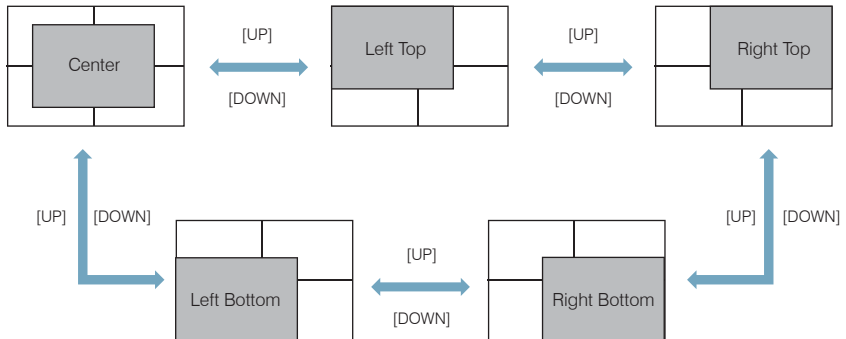 [UP] [UP]
Center Left Top Right Top
[DOWN] [DOWN]
[UP] [DOWN] [UP] [DOWN]
[UP]
Left Bottom Right Bottom
[DOWN]